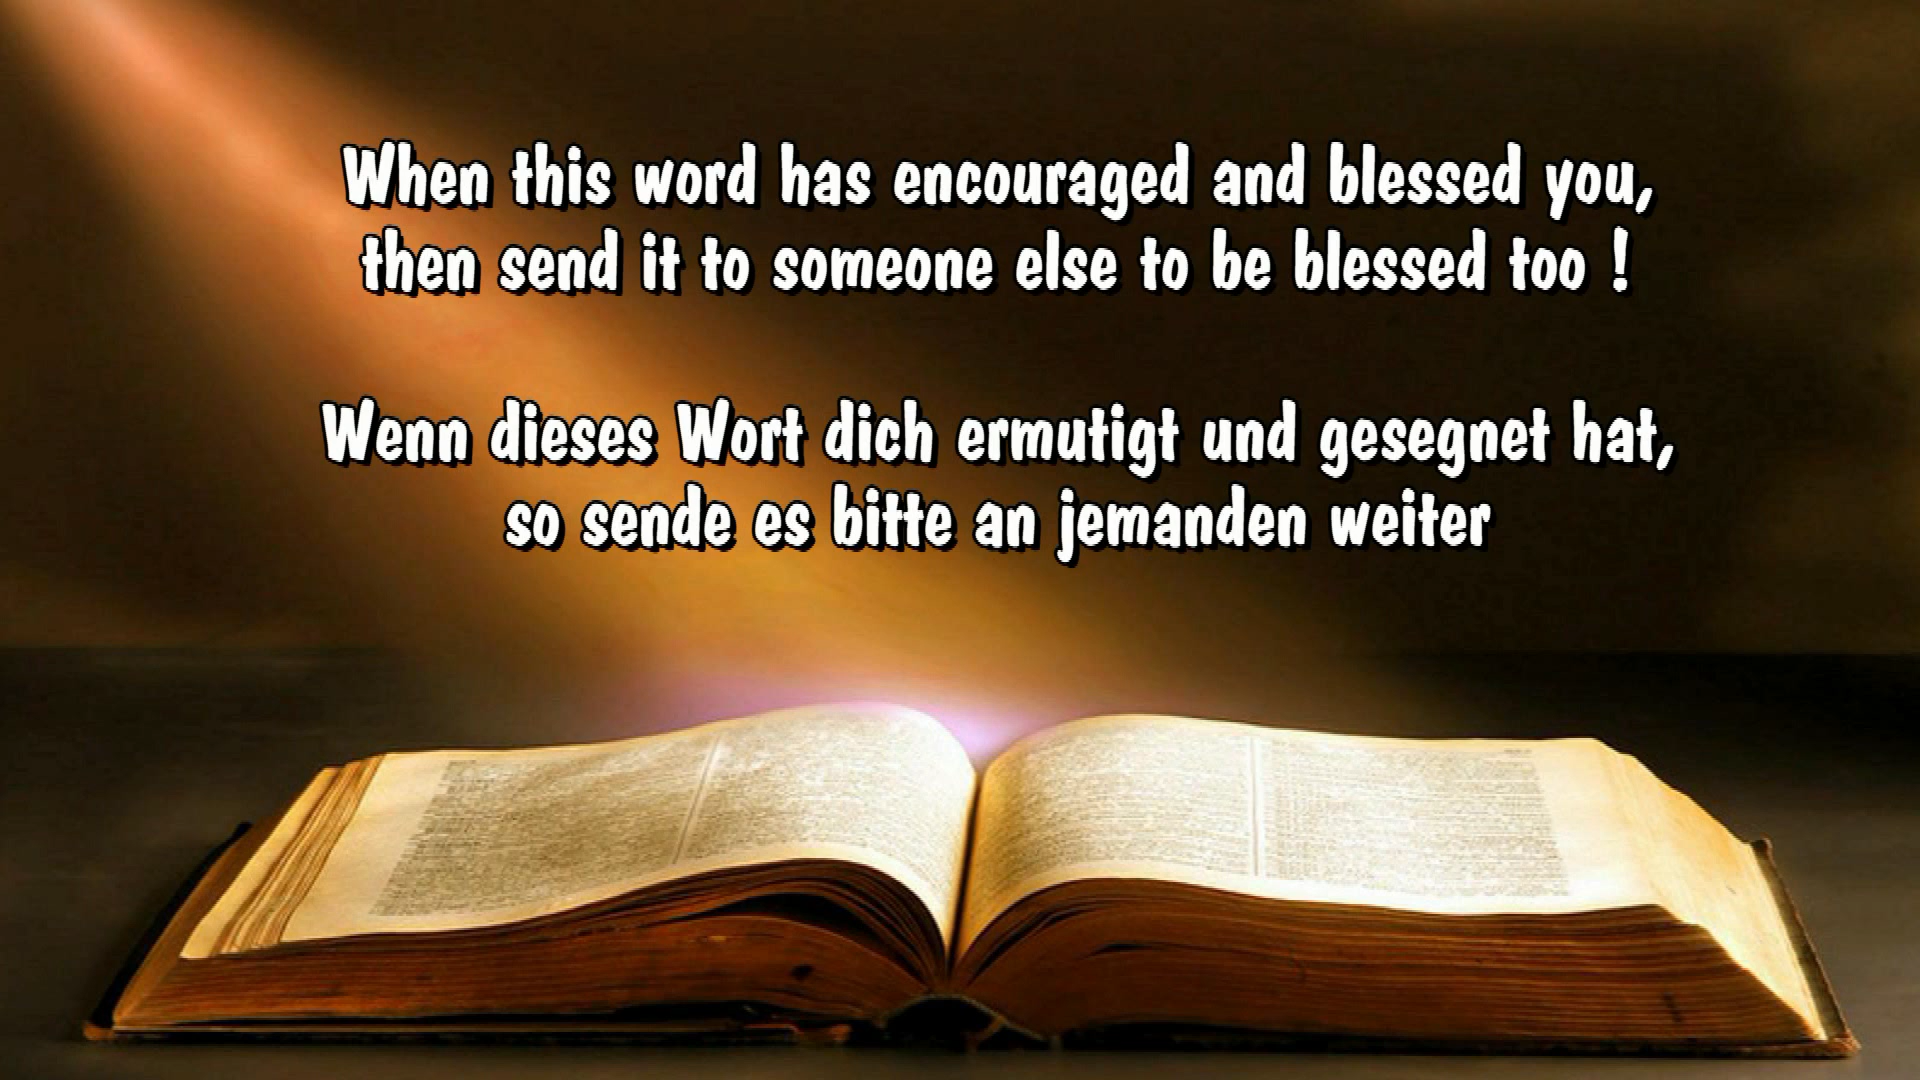 When this word has encouraged and blessed you,
then send it to someone else to be blessed too !
Wenn dieses Wort dich ermutigt und gesegnet hat,
so sende es bitte an jemanden weiter